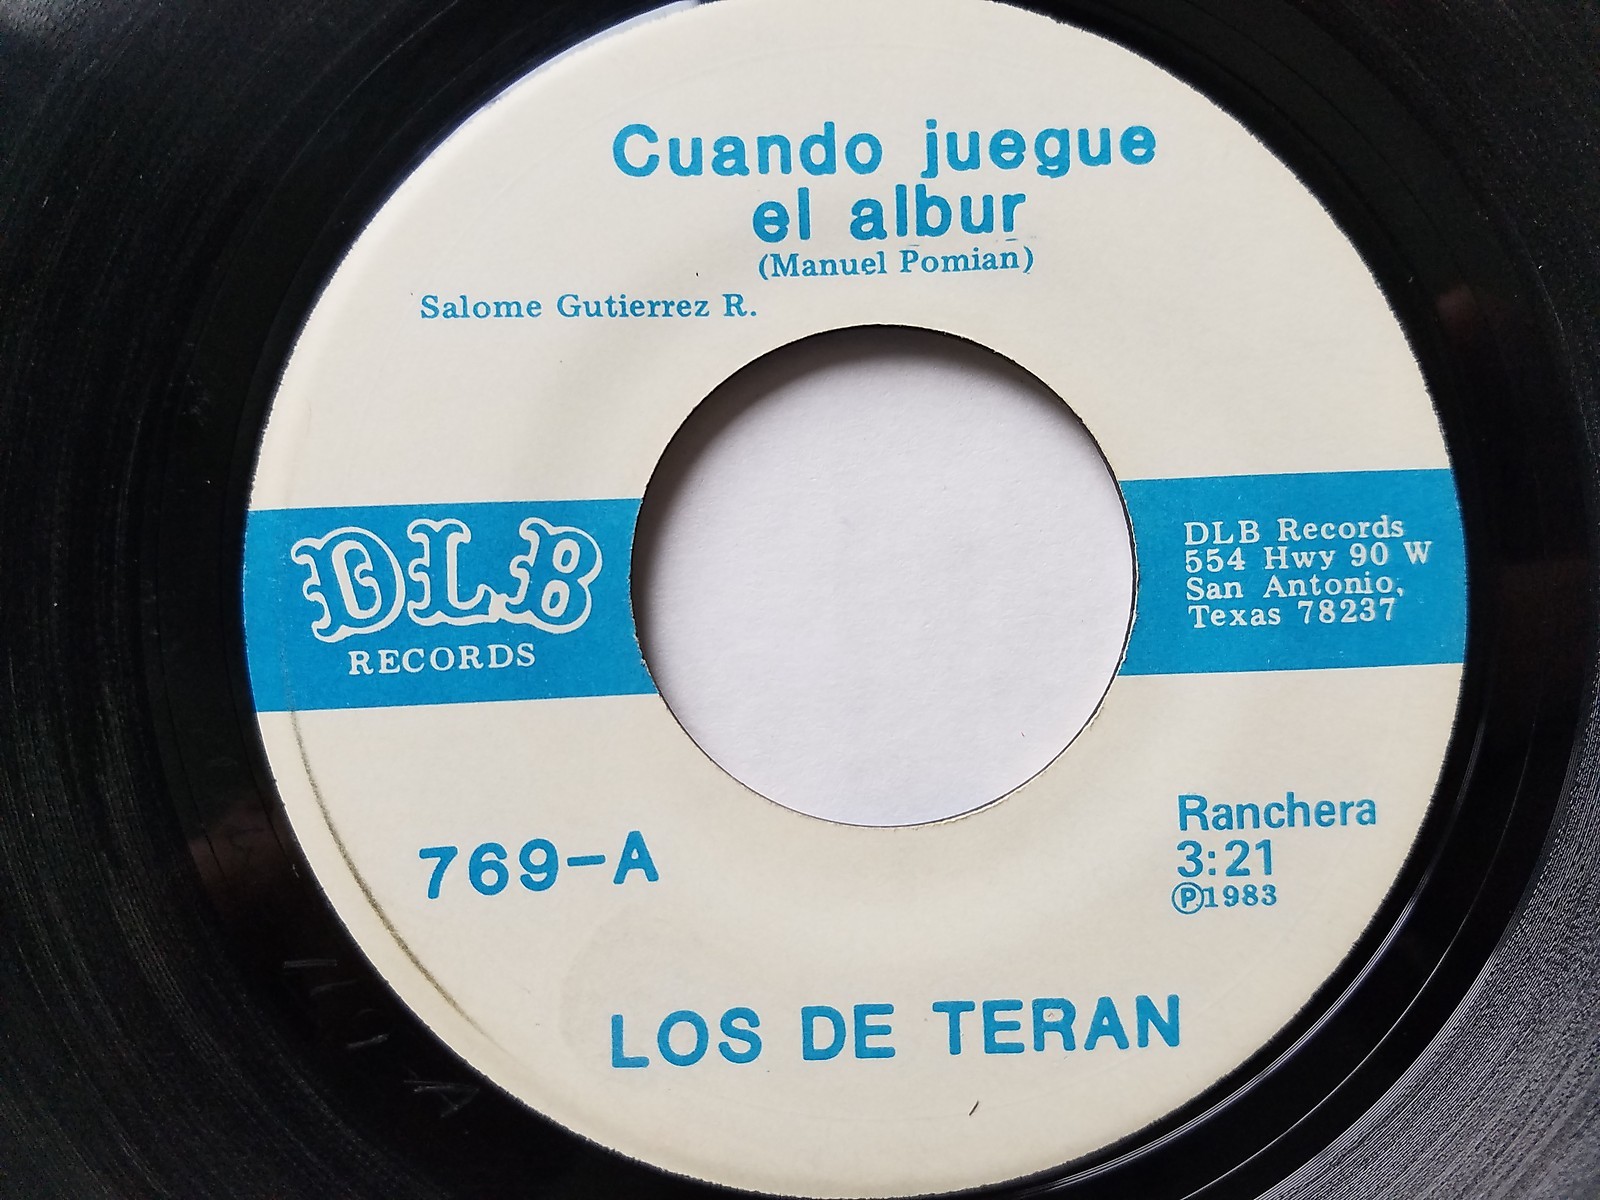 Cuando juegue
el albur
(Manuel Pomian)
Salome Gutierrez R.
DLB
RECORDS
DLB Records
554 Hwy 90 W
San Antonio,
Texas 78237
769-A
Ranchera
3:21
℗1983
LOS DE TERAN